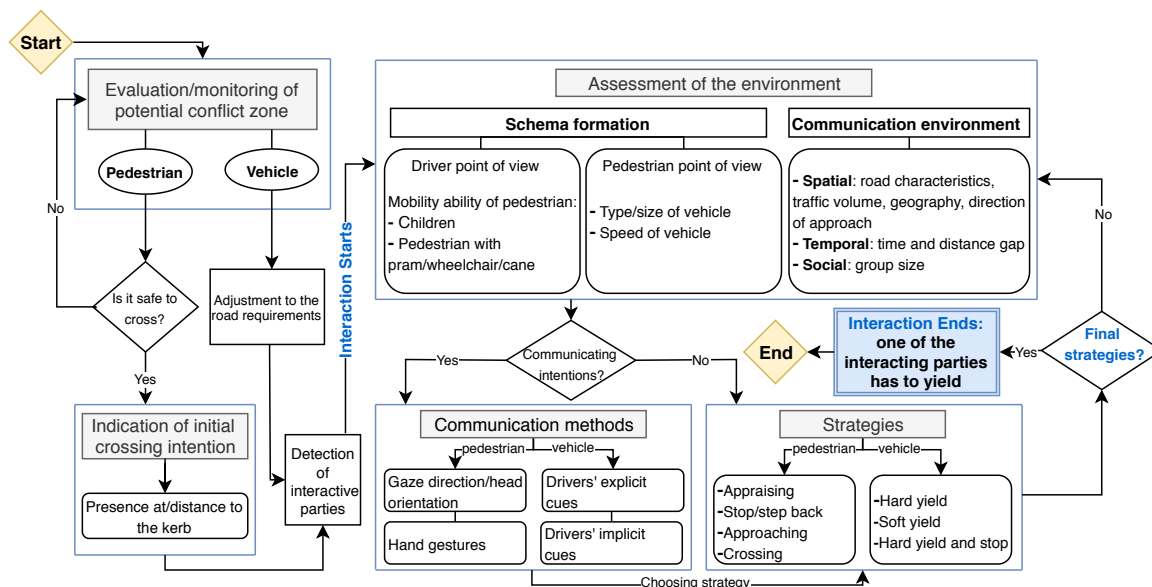 Start
Evaluation/monitoring of
potential conflict zone
Pedestrian
Vehicle
No
Is it safe to
cross?
Yes
Adjustment to the
road requirements
Indication of initial
crossing intention
Presence at/distance to
the kerb
Detection
of
interactive
parties
Interaction Starts
Assessment of the environment
Schema formation
Communication environment
Driver point of view
Mobility ability of pedestrian:
- Children
- Pedestrian with
pram/wheelchair/cane
Pedestrian point of view
- Type/size of vehicle
- Speed of vehicle
- Spatial: road characteristics,
traffic volume, geography, direction
of approach
- Temporal: time and distance gap
- Social: group size
Communicating
intentions?
Yes
No
Communication methods
pedestrian
vehicle
Gaze direction/head
orientation
Hand gestures
Drivers' explicit
cues
Drivers' implicit
cues
Choosing strategy
Strategies
pedestrian
vehicle
-Appraising
-Stop/step back
-Approaching
-Crossing
-Hard yield
-Soft yield
-Hard yield and stop
Final
strategies?
No
Yes
Interaction Ends:
one of the
interacting parties
has to yield
End